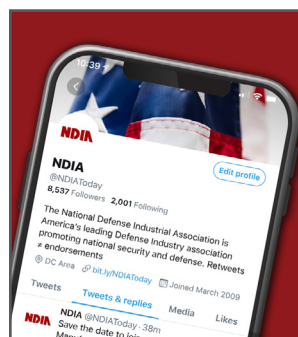 10:39
NDIA
NDIA
Edit profile
@NDIAToday
8,537 Followers 2,001 Following
The National Defense Industrial Association is
America's leading Defense Industry association
promoting national security and defense. Retweets
≠ endorsements
DC Area bit.ly/NDIAToday Joined March 2009
Tweets Tweets & replies Media Likes
NDIA
NDIA @NDIAToday · 38m
Save the date to joi